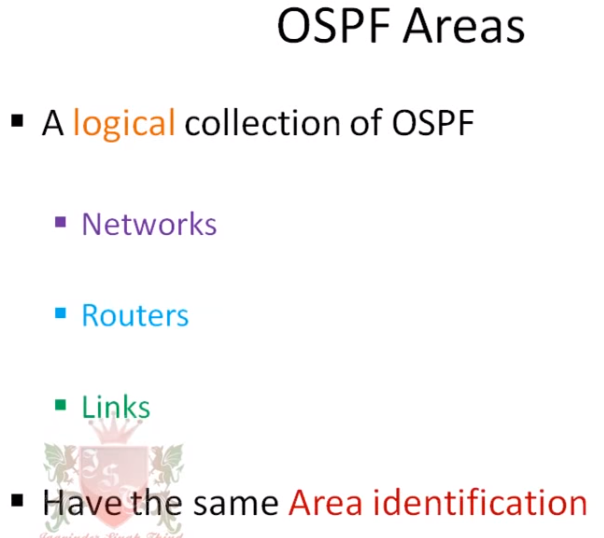 OSPF Areas
A logical collection of OSPF
Networks
Routers
Links
Have the same Area identification